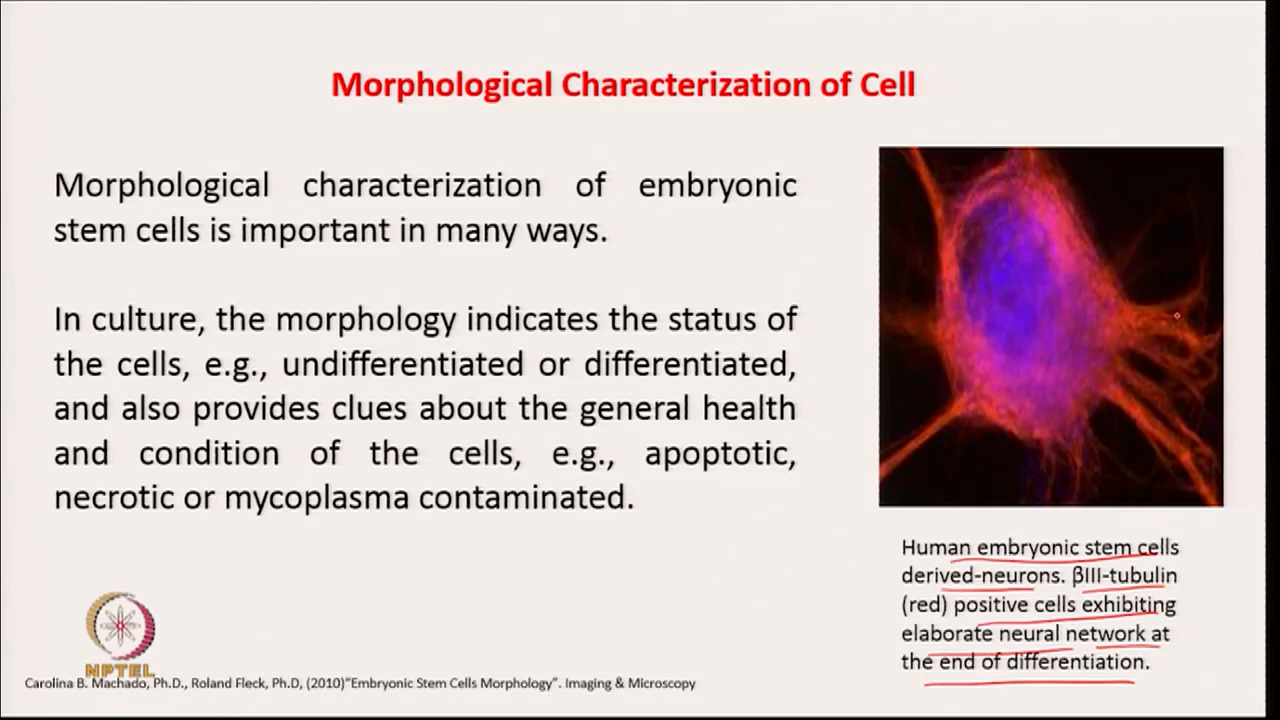 Morphological Characterization of Cell
Morphological characterization of embryonic
stem cells is important in many ways.
In culture, the morphology indicates the status of
the cells, e.g., undifferentiated or differentiated,
and also provides clues about the general health
and condition of the cells, e.g., apoptotic,
necrotic or mycoplasma contaminated.
Human embryonic stem cells
derived-neurons. βIII-tubulin
(red) positive cells exhibiting
elaborate neural network at
the end of differentiation.
NPTEL
Carolina B. Machado, Ph.D., Roland Fleck, Ph.D, (2010)“Embryonic Stem Cells Morphology”. Imaging & Microscopy